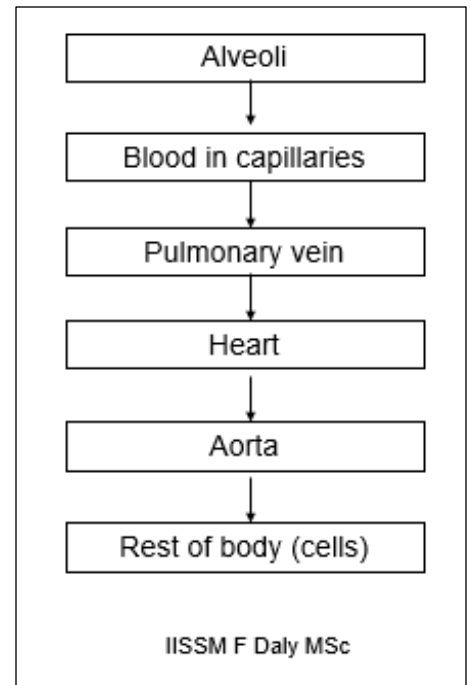 Alveoli
Blood in capillaries
Pulmonary vein
Heart
Aorta
Rest of body (cells)
IISSM F Daly MSc